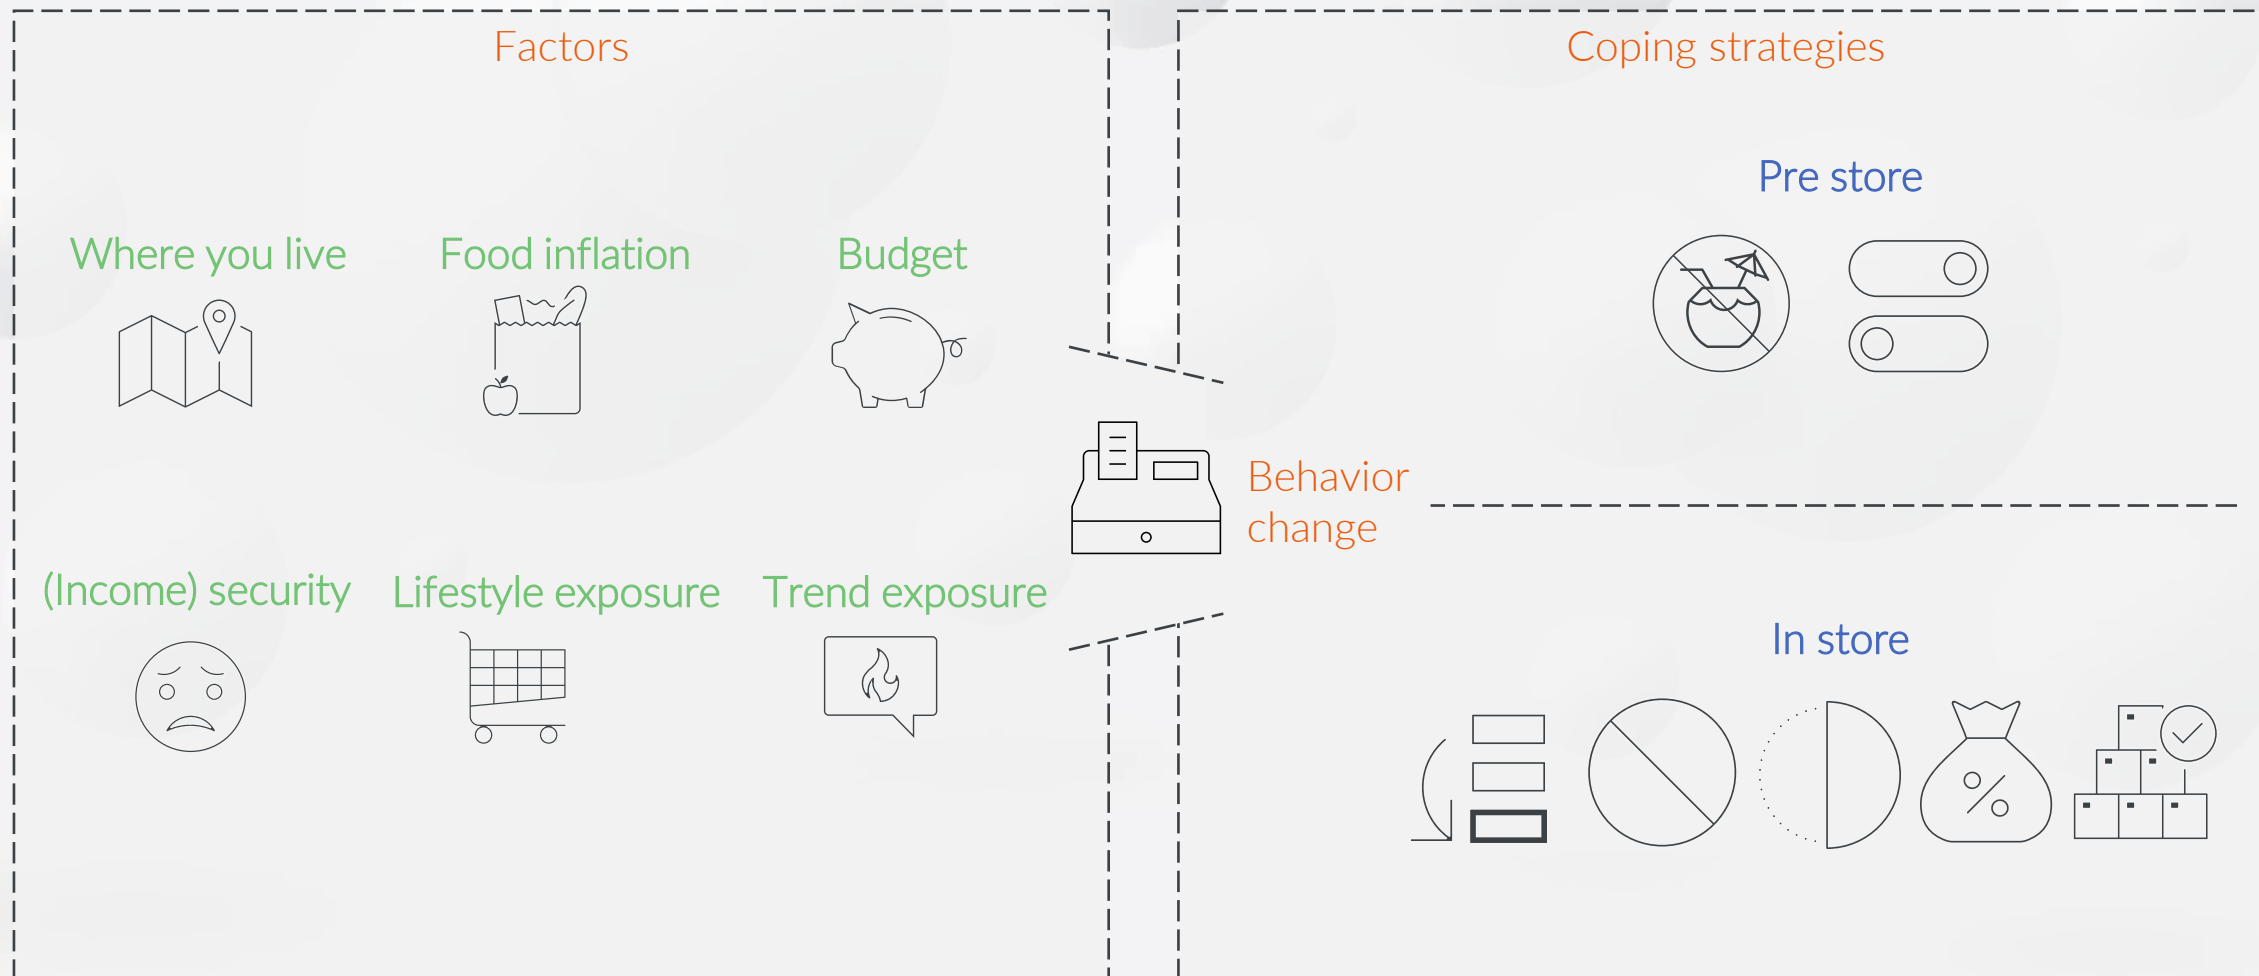 Factors
Where you live
Food inflation
Budget
(Income) security
Lifestyle exposure
Trend exposure
Behavior
change
Coping strategies
Pre store
In store
%